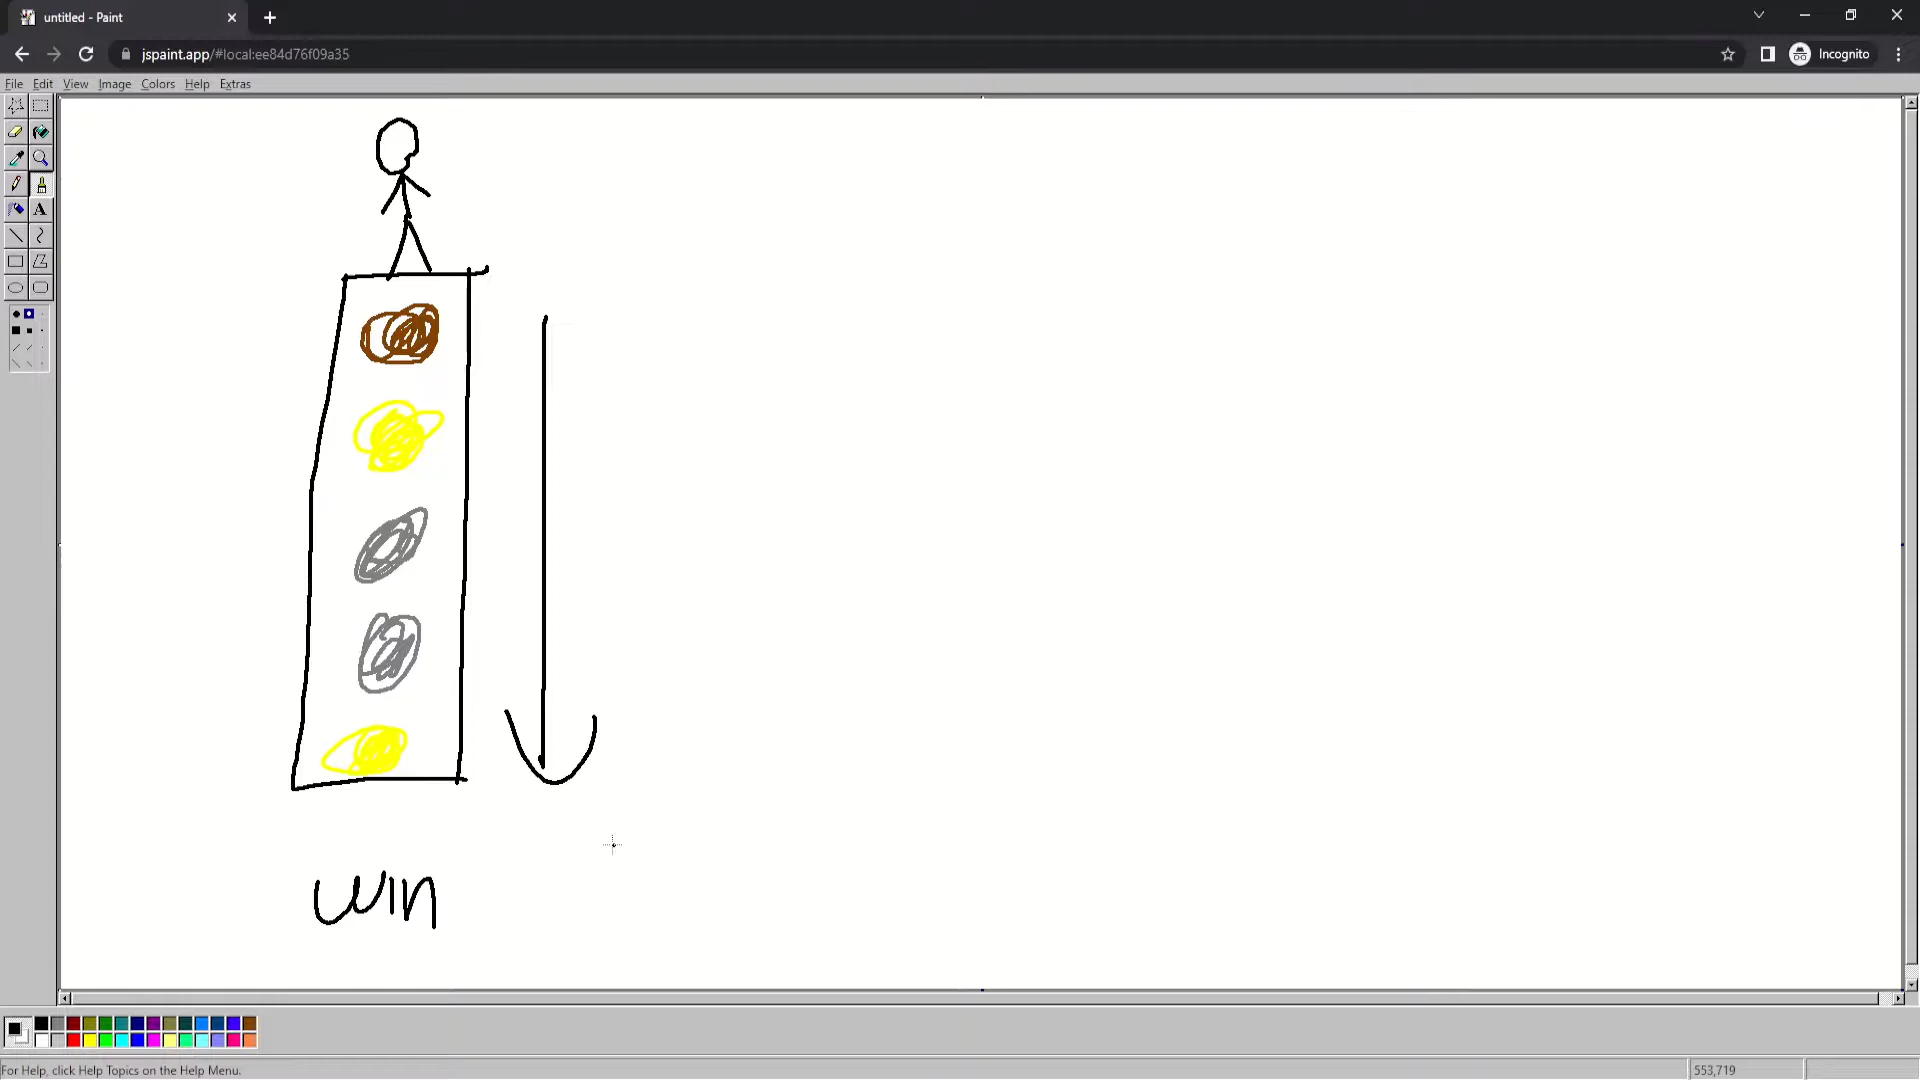 untitled - Paint
jspaint.app/#local:ee84d76f09a35
Incognito
File Edit View Image Colors Help Extras
A
win
For Help, click Help Topics on the Help Menu.
553,719